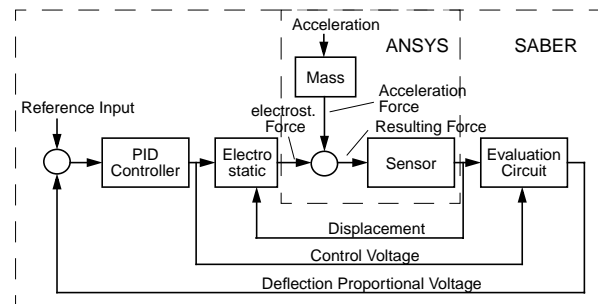 Acceleration
ANSYS
SABER
Mass
Reference Input
electrost.
Force
Acceleration
Force
Resulting Force
PID
Controller
Electro
static
Sensor
Evaluation
Circuit
Displacement
Control Voltage
Deflection Proportional Voltage